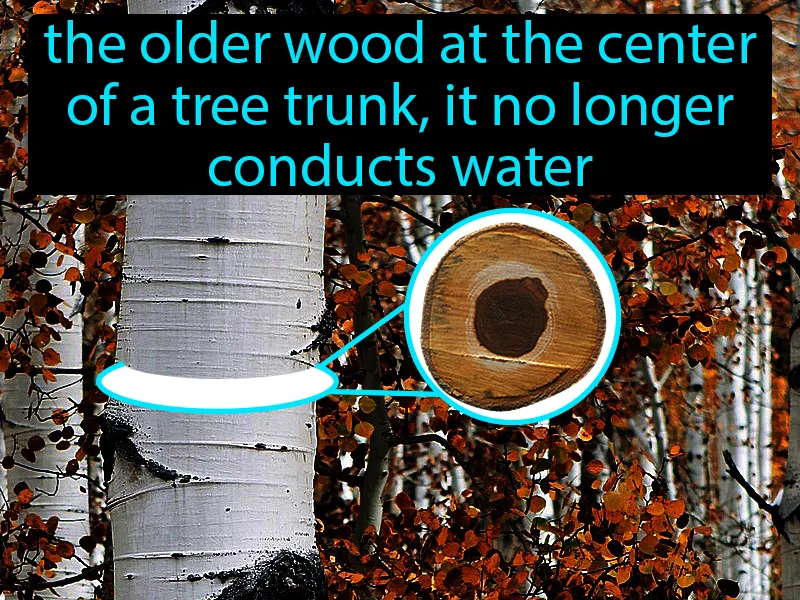 the older wood at the center
of a tree trunk, it no longer
conducts water